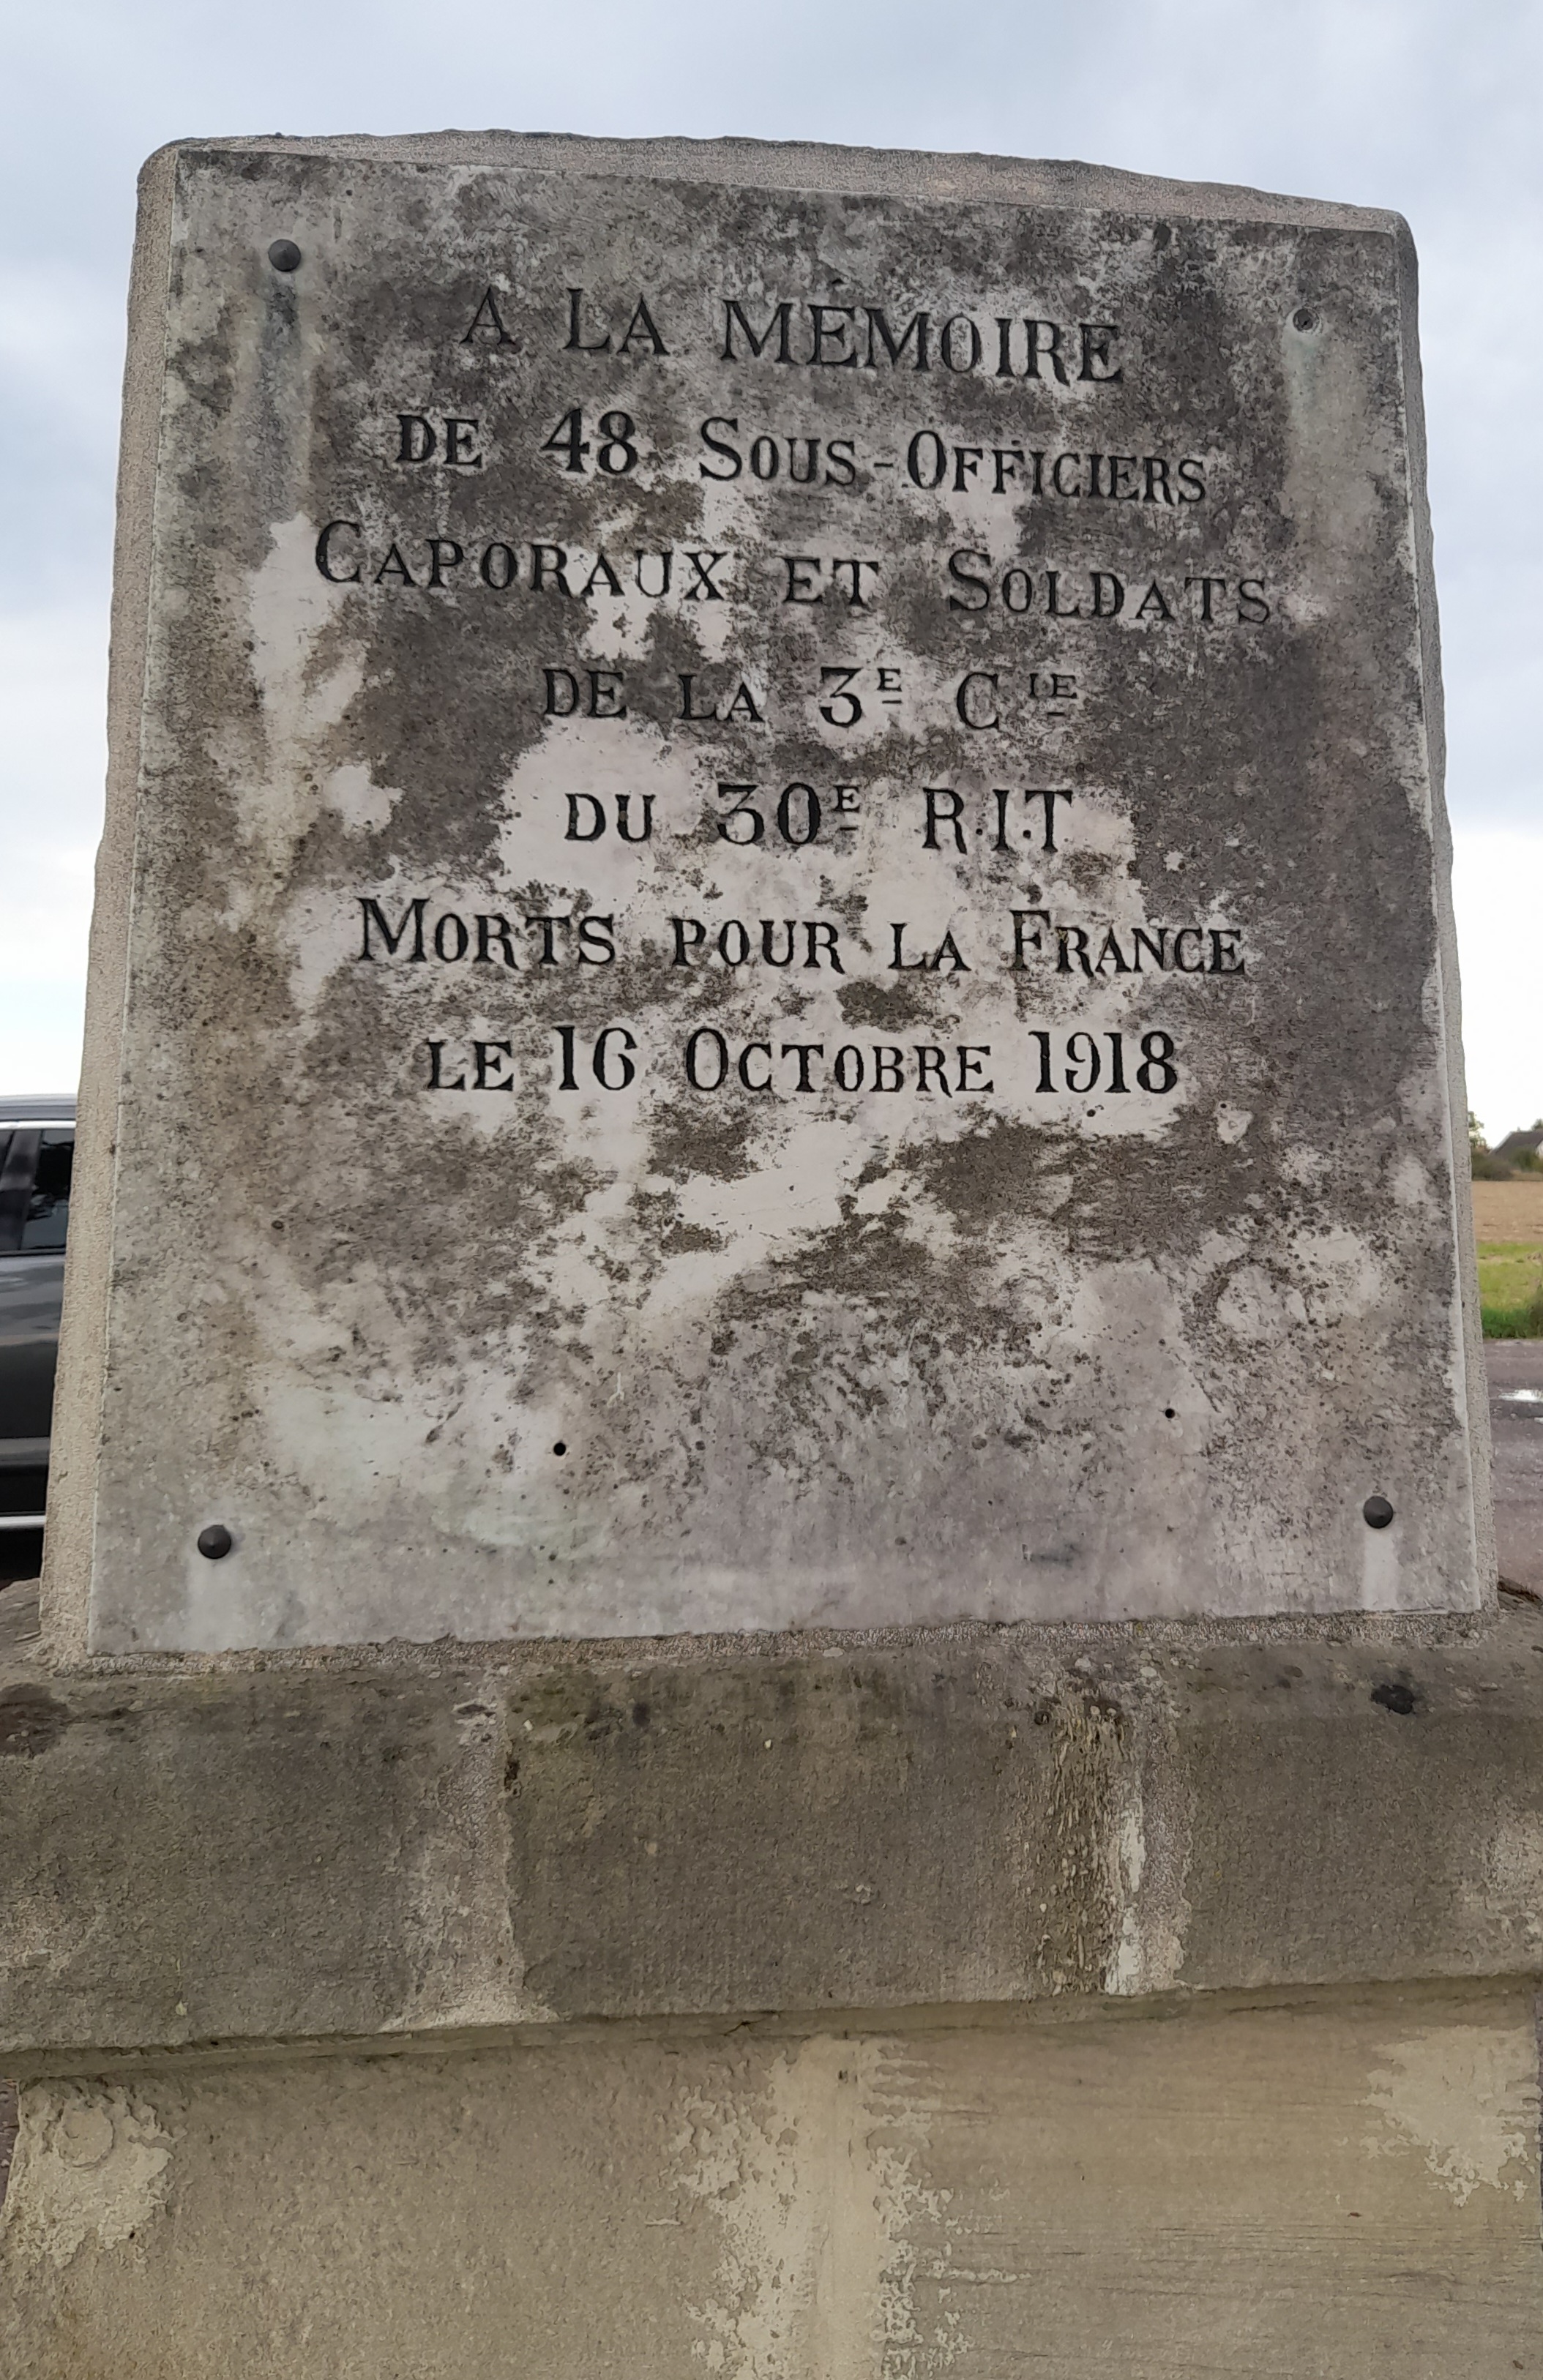 A LA MÉMOIRE
DE 48 SOUS-OFFICIERS
CAPORAUX ET SOLDATS
DE LA 3E CIE
DU 30E R.I.T
MORTS POUR LA FRANCE
LE 16 OCTOBRE 1918